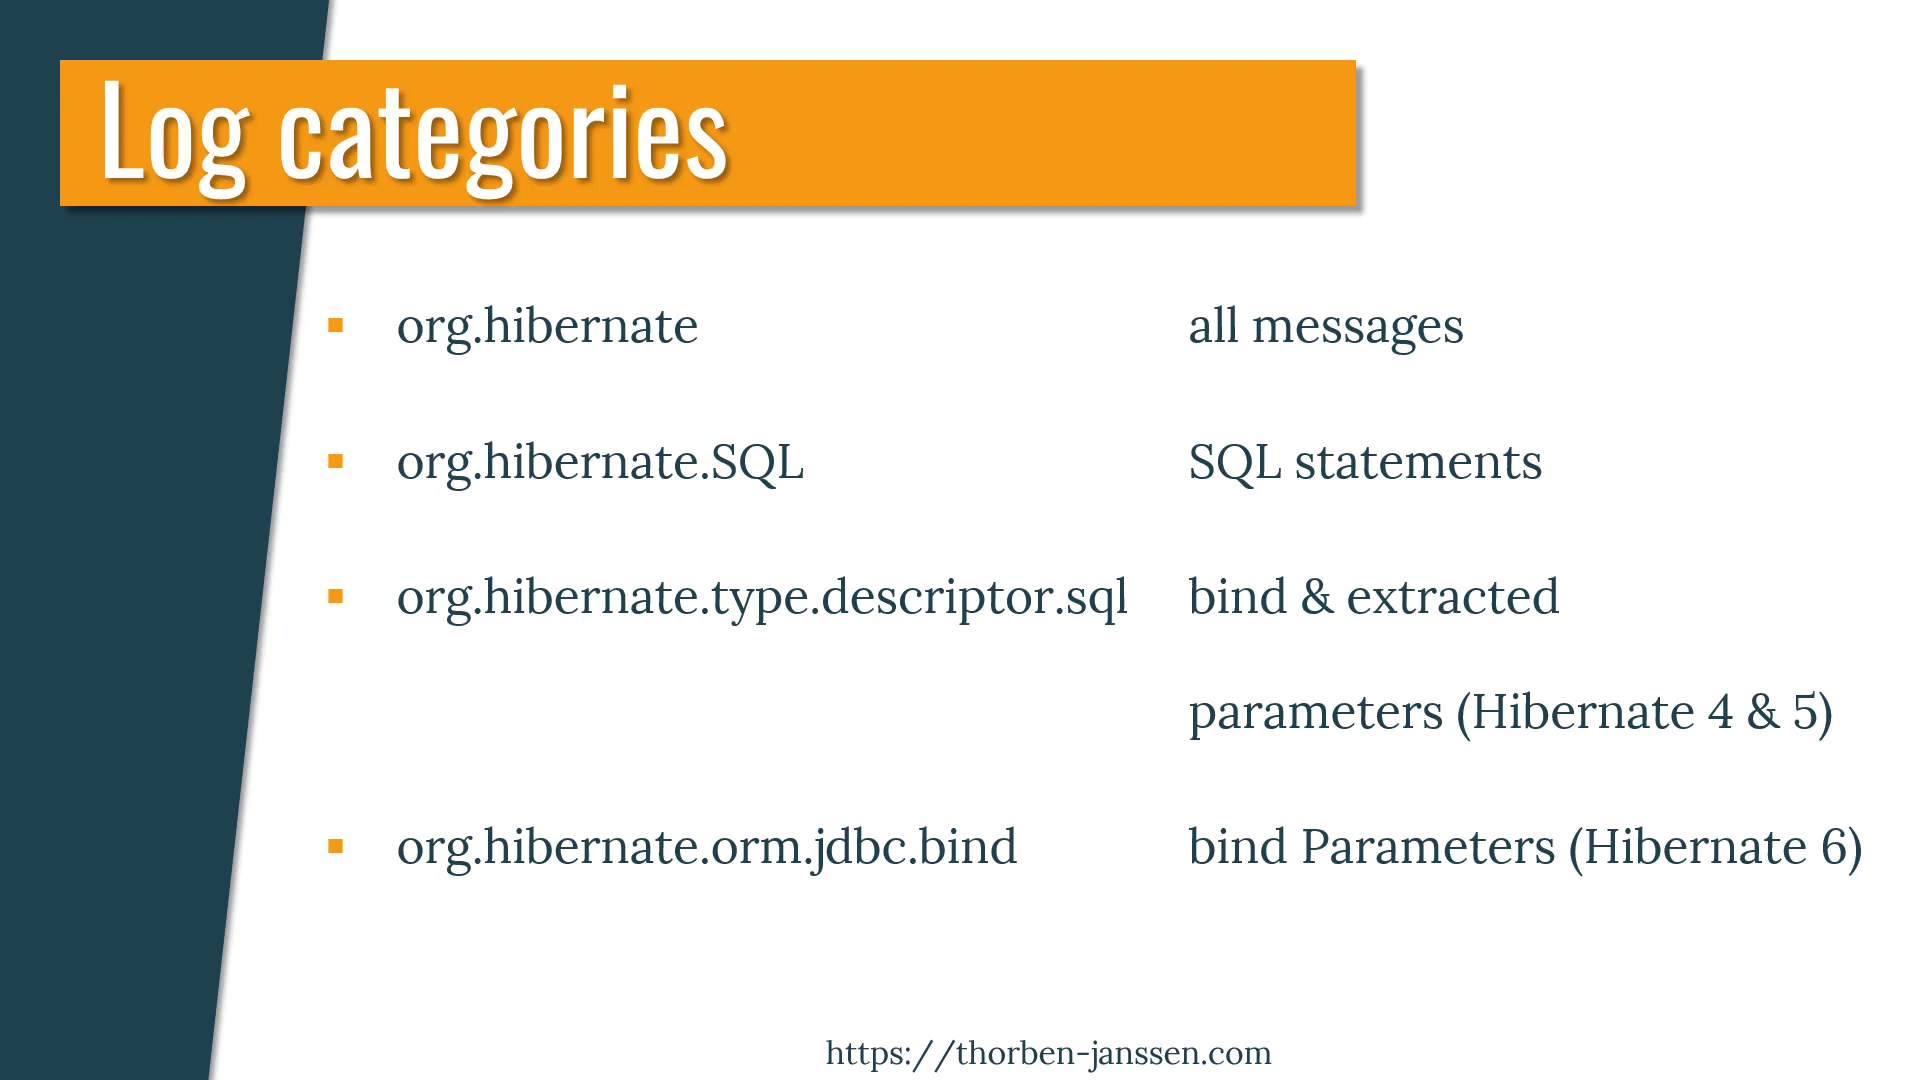 Log categories
org.hibernate all messages
org.hibernate.SQL SQL statements
org.hibernate.type.descriptor.sql bind & extracted
parameters (Hibernate 4 & 5)
org.hibernate.orm.jdbc.bind bind Parameters (Hibernate 6)
https://thorben-janssen.com